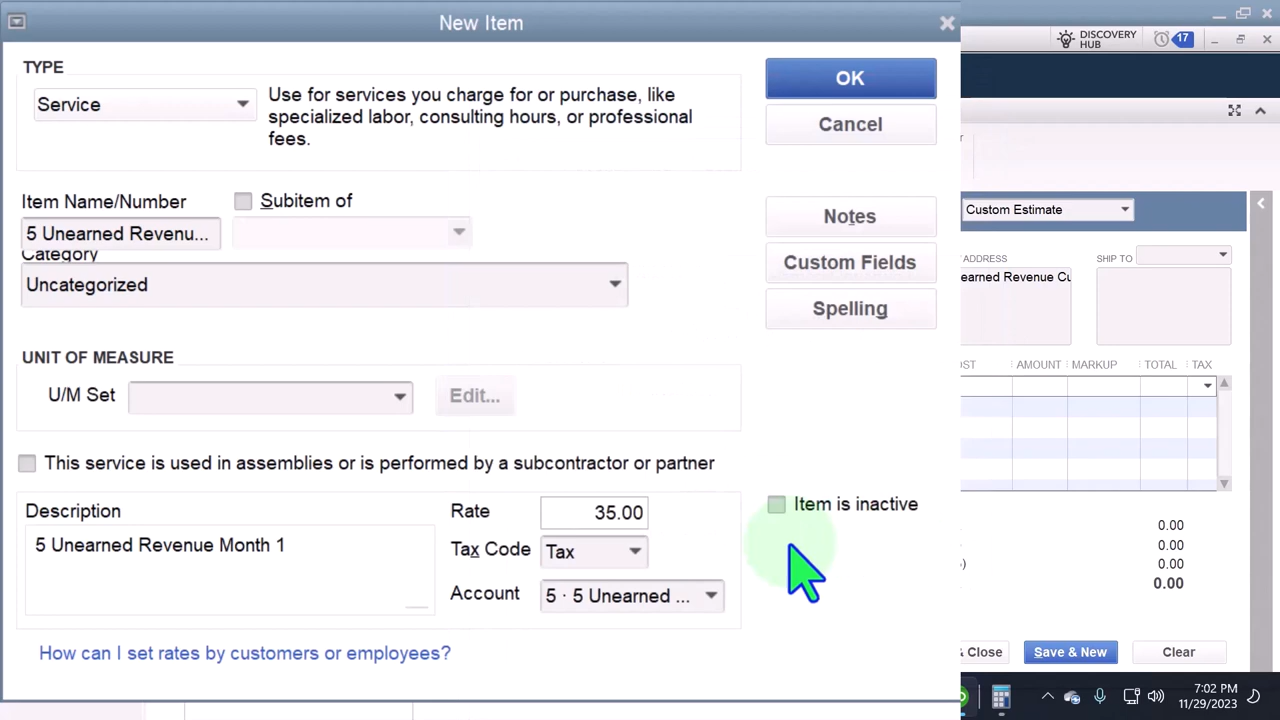 New Item
DISCOVERY
HUB
17
TYPE
Service
Use for services you charge for or purchase, like
specialized labor, consulting hours, or professional
fees.
OK
Cancel
Item Name/Number
Subitem of
5 Unearned Revenu...
Category
Uncategorized
Notes
Custom Fields
Spelling
Custom Estimate
ADDRESS
SHIP TO
earned Revenue Cu
UNIT OF MEASURE
U/M Set
Edit...
OST
AMOUNT
MARKUP
TOTAL
TAX
This service is used in assemblies or is performed by a subcontractor or partner
Description
5 Unearned Revenue Month 1
Rate
35.00
Tax Code
Tax
Account
5 · 5 Unearned ...
Item is inactive
0.00
0.00
0.00
0.00
How can I set rates by customers or employees?
& Close
Save & New
Clear
7:02 PM
11/29/2023